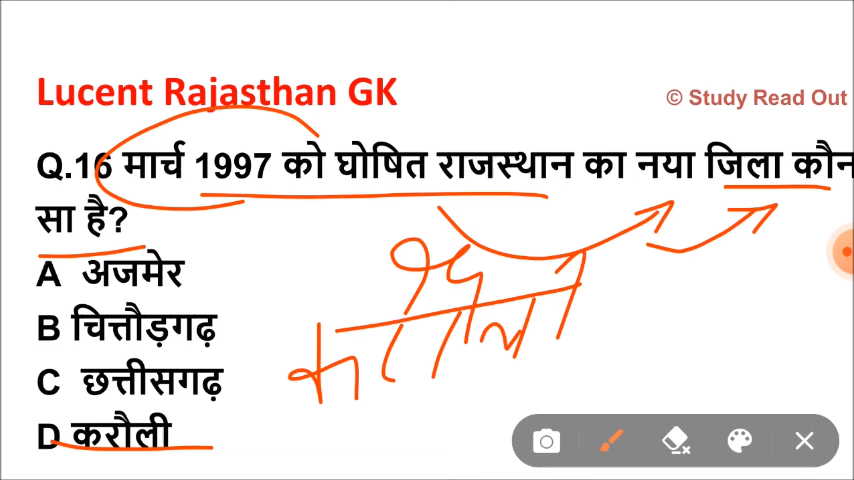 Lucent Rajasthan GK
© Study Read Out
Q.16 मार्च 1997 को घोषित राजस्थान का नया जिला कौन
सा है?
A अजमेर
B चित्तौड़गढ़
C छत्तीसगढ़
D करौली
करौली